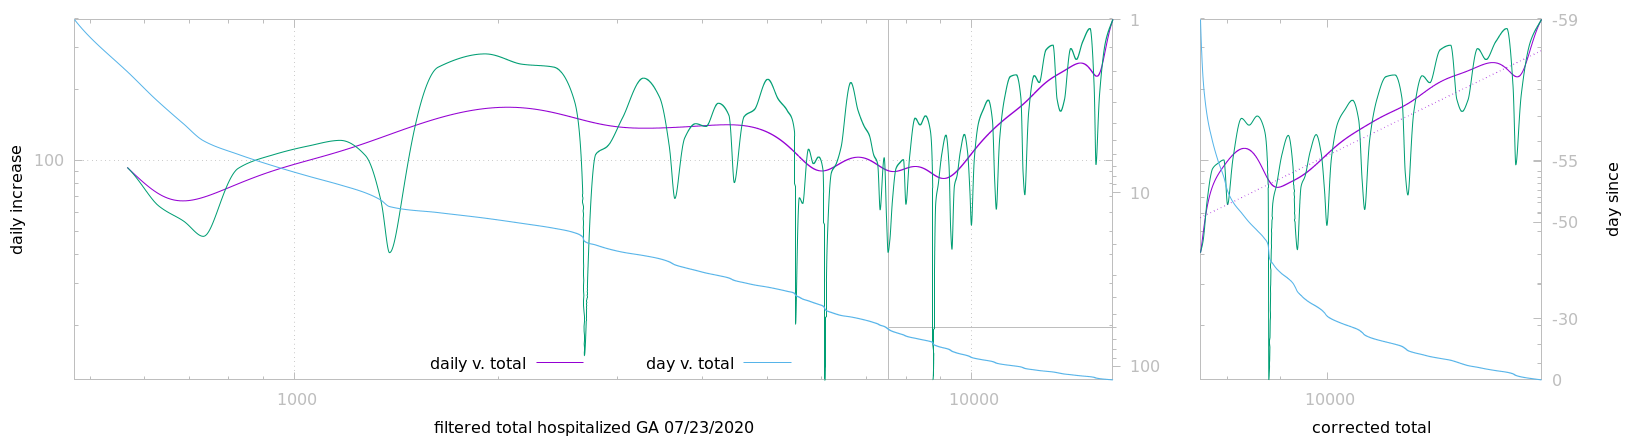 daily increase
100
1000
10000
1
10
100
daily v. total
day v. total
filtered total hospitalized GA 07/23/2020
10000
-59
-55
-50
-30
0
day since
corrected total